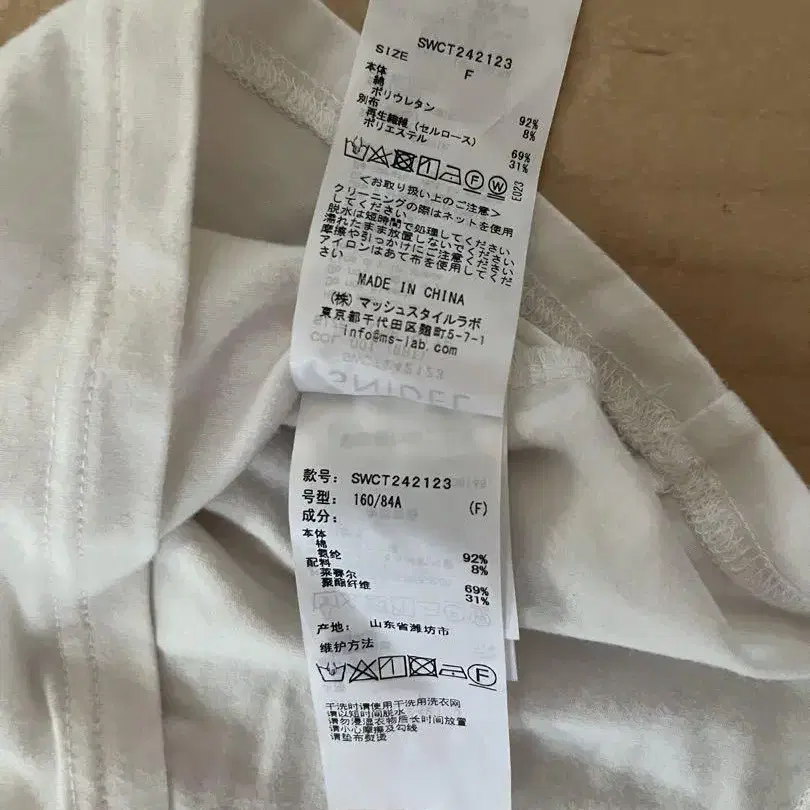 SWCT242123
SIZE F
本体
綿 92%
ポリウレタン 8%
別布
再生繊維(セルロース) 69%
ポリエステル 31%
F W
E023
<お取り扱い上のご注意>
クリーニングの際はネットを使用
してください
脱水は短時間で処理してください
濡れたまま放置しないでください
摩擦や引っかけにご注意ください
アイロンはあて布を使用してくだ
さい
MADE IN CHINA
(株)マッシュスタイルラボ
東京都千代田区麹町5-7-1
info@ms-lab.com
SWCT242123
SNIDEL
款号: SWCT242123
号型: 160/84A (F)
成分:
本体
棉 92%
氨纶 8%
配料
莱赛尔 69%
聚酯纤维 31%
产地: 山东省潍坊市
维护方法
F
干洗时请使用干洗用洗衣网
请以短时间脱水
请勿浸湿衣物后长时间放置
请小心摩擦及勾线
请垫布熨烫